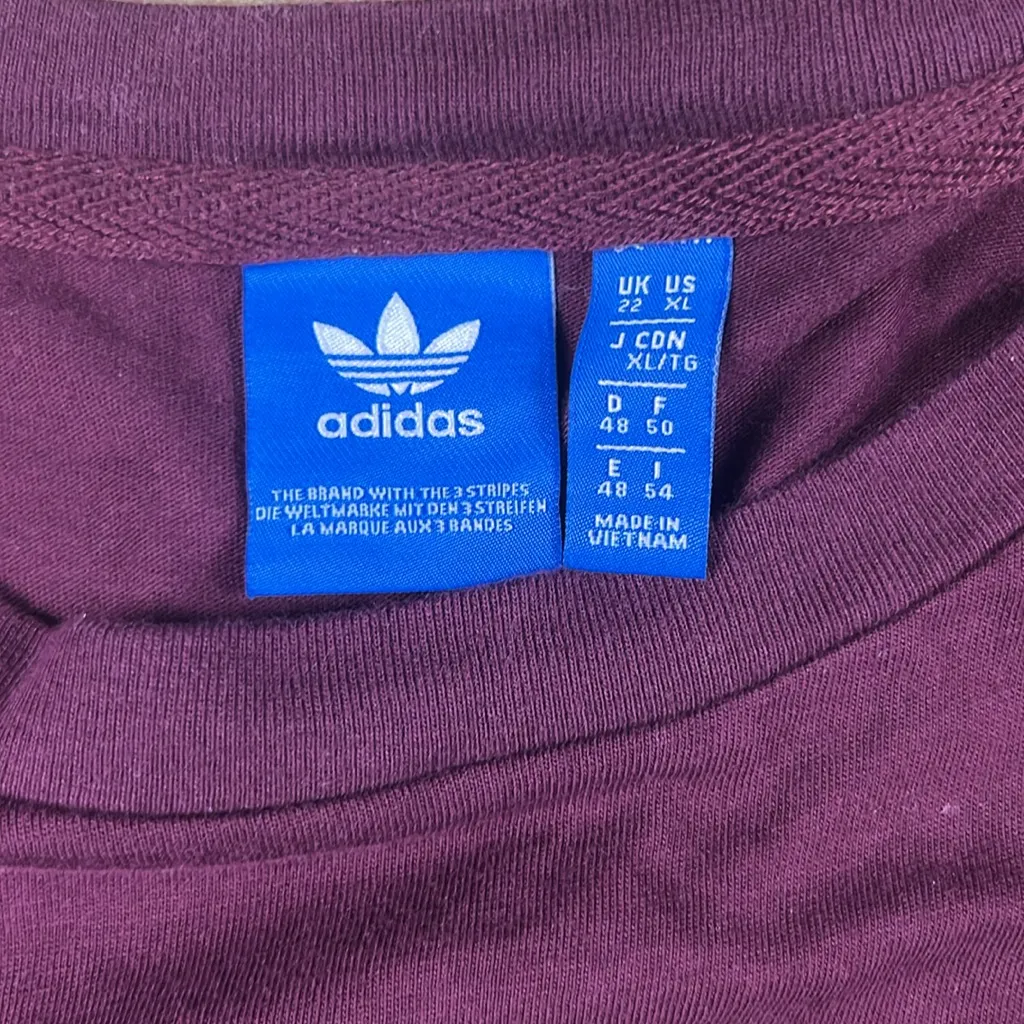 adidas
THE BRAND WITH THE 3 STRIPES
DIE WELTMARKE MIT DEN 3 STREIFEN
LA MARQUE AUX 3 BANDES
UK US
22 XL
J CDN
XL/TG
D F
48 50
E I
48 54
MADE IN
VIETNAM